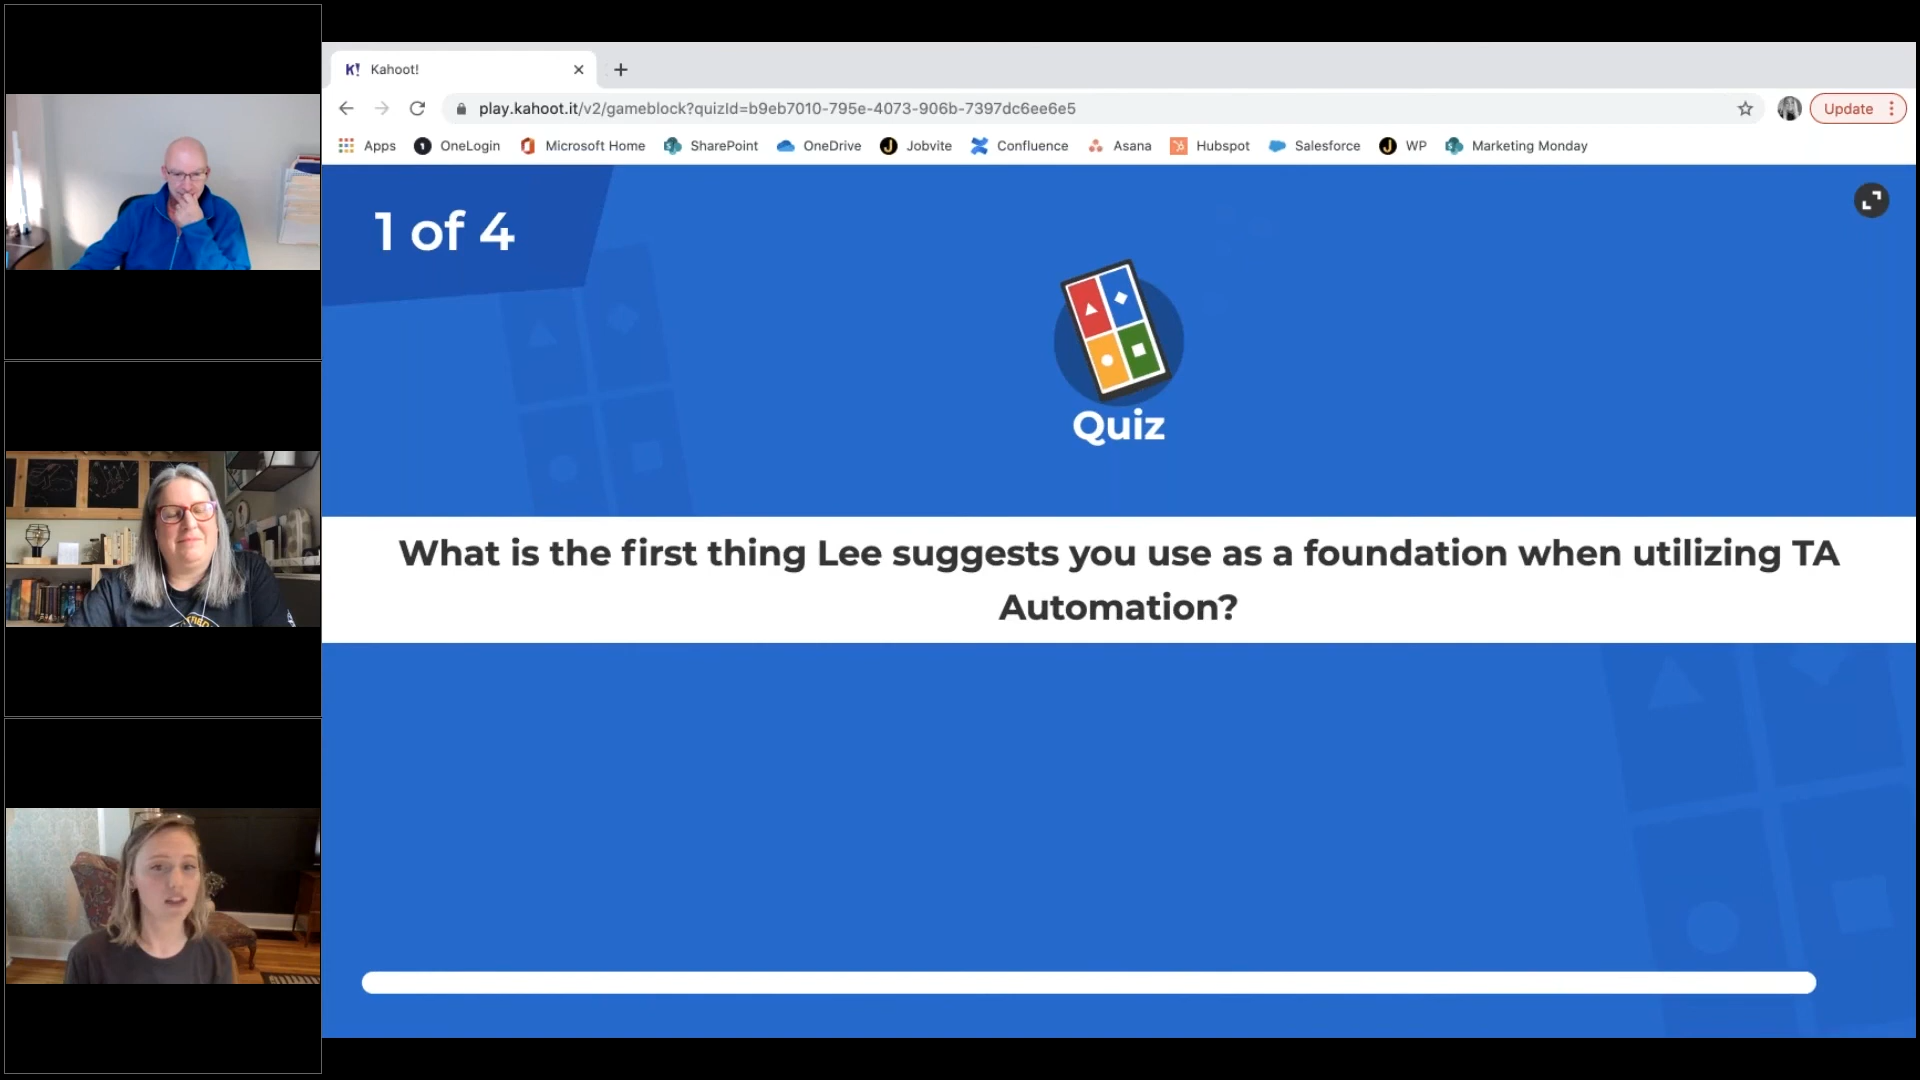 K! Kahoot!
play.kahoot.it/v2/gameblock?quizId=b9eb7010-795e-4073-906b-7397dc6ee6e5
Update
Apps OneLogin Microsoft Home SharePoint OneDrive Jobvite Confluence Asana Hubspot Salesforce WP Marketing Monday
1 of 4
Quiz
What is the first thing Lee suggests you use as a foundation when utilizing TA
Automation?